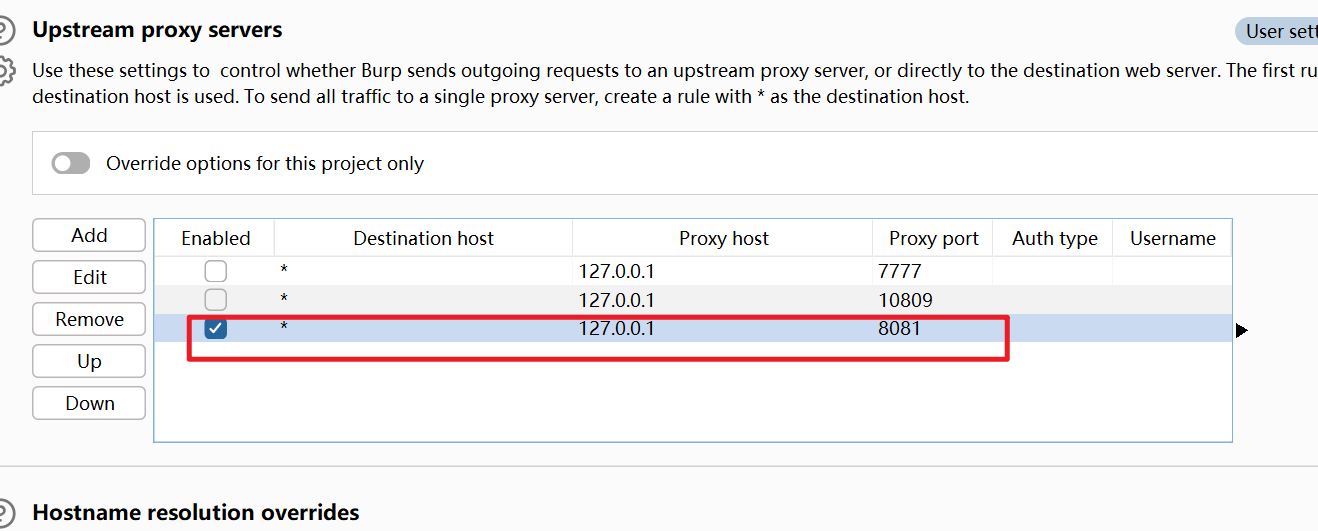 Upstream proxy servers
User sett
Use these settings to control whether Burp sends outgoing requests to an upstream proxy server, or directly to the destination web server. The first ru
destination host is used. To send all traffic to a single proxy server, create a rule with * as the destination host.
Override options for this project only
Add
Edit
Remove
Up
Down
Enabled Destination host Proxy host Proxy port Auth type Username
* 127.0.0.1 7777
* 127.0.0.1 10809
* 127.0.0.1 8081
Hostname resolution overrides